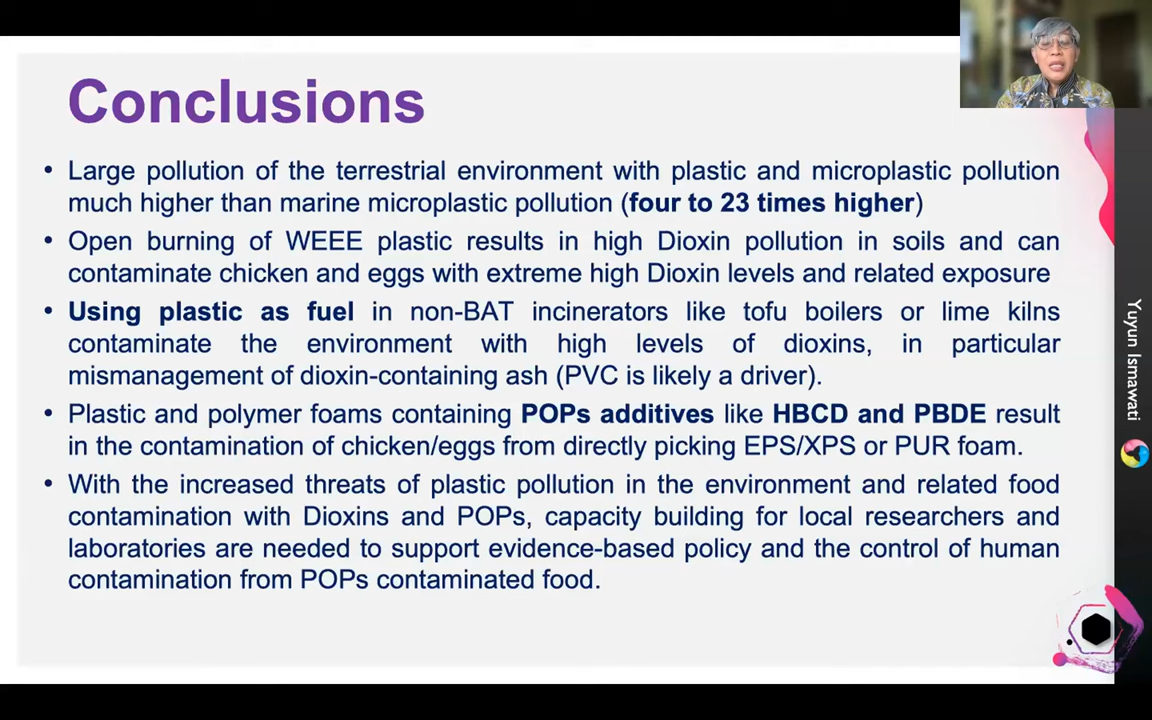 Conclusions
• Large pollution of the terrestrial environment with plastic and microplastic pollution
much higher than marine microplastic pollution (four to 23 times higher)
• Open burning of WEEE plastic results in high Dioxin pollution in soils and can
contaminate chicken and eggs with extreme high Dioxin levels and related exposure
• Using plastic as fuel in non-BAT incinerators like tofu boilers or lime kilns
contaminate the environment with high levels of dioxins, in particular
mismanagement of dioxin-containing ash (PVC is likely a driver).
• Plastic and polymer foams containing POPs additives like HBCD and PBDE result
in the contamination of chicken/eggs from directly picking EPS/XPS or PUR foam.
• With the increased threats of plastic pollution in the environment and related food
contamination with Dioxins and POPs, capacity building for local researchers and
laboratories are needed to support evidence-based policy and the control of human
contamination from POPs contaminated food.
Yuyun Ismawati